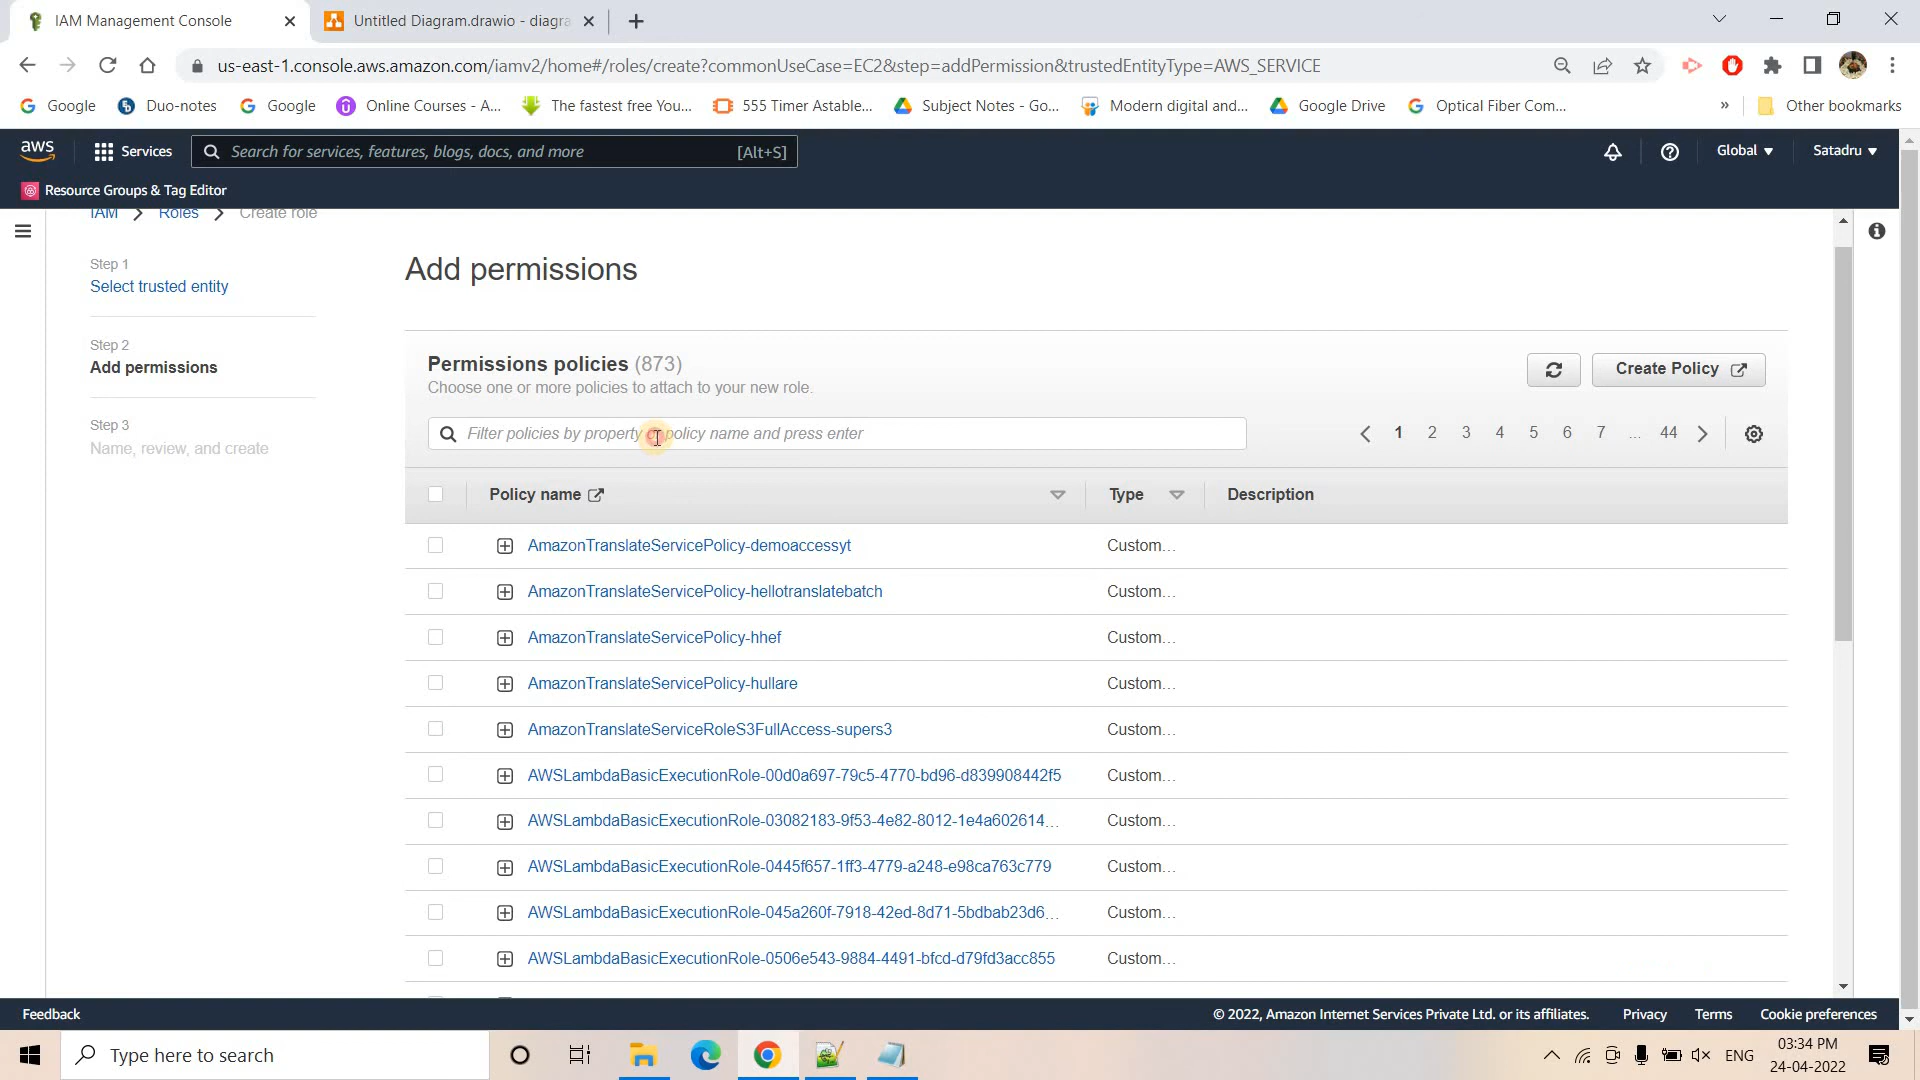 IAM Management Console
Untitled Diagram.drawio - diagra
us-east-1.console.aws.amazon.com/iamv2/home#/roles/create?commonUseCase=EC2&step=addPermission&trustedEntityType=AWS_SERVICE
Google
Duo-notes
Google
Online Courses - A...
The fastest free You...
555 Timer Astable...
Subject Notes - Go...
Modern digital and...
Google Drive
Optical Fiber Com...
»
Other bookmarks
aws
Services
Search for services, features, blogs, docs, and more
[Alt+S]
Global
Satadru
Resource Groups & Tag Editor
IAM
Roles
Create role
Step 1
Select trusted entity
Step 2
Add permissions
Step 3
Name, review, and create
Add permissions
Permissions policies (873)
Choose one or more policies to attach to your new role.
Create Policy
Filter policies by property or policy name and press enter
1 2 3 4 5 6 7 ... 44
Policy name
Type
Description
AmazonTranslateServicePolicy-demoaccessyt Custom...
AmazonTranslateServicePolicy-hellotranslatebatch Custom...
AmazonTranslateServicePolicy-hhef Custom...
AmazonTranslateServicePolicy-hullare Custom...
AmazonTranslateServiceRoleS3FullAccess-supers3 Custom...
AWSLambdaBasicExecutionRole-00d0a697-79c5-4770-bd96-d839908442f5 Custom...
AWSLambdaBasicExecutionRole-03082183-9f53-4e82-8012-1e4a602614... Custom...
AWSLambdaBasicExecutionRole-0445f657-1ff3-4779-a248-e98ca763c779 Custom...
AWSLambdaBasicExecutionRole-045a260f-7918-42ed-8d71-5bdbab23d6... Custom...
AWSLambdaBasicExecutionRole-0506e543-9884-4491-bfcd-d79fd3acc855 Custom...
Feedback
© 2022, Amazon Internet Services Private Ltd. or its affiliates.
Privacy
Terms
Cookie preferences
Type here to search
ENG
03:34 PM
24-04-2022